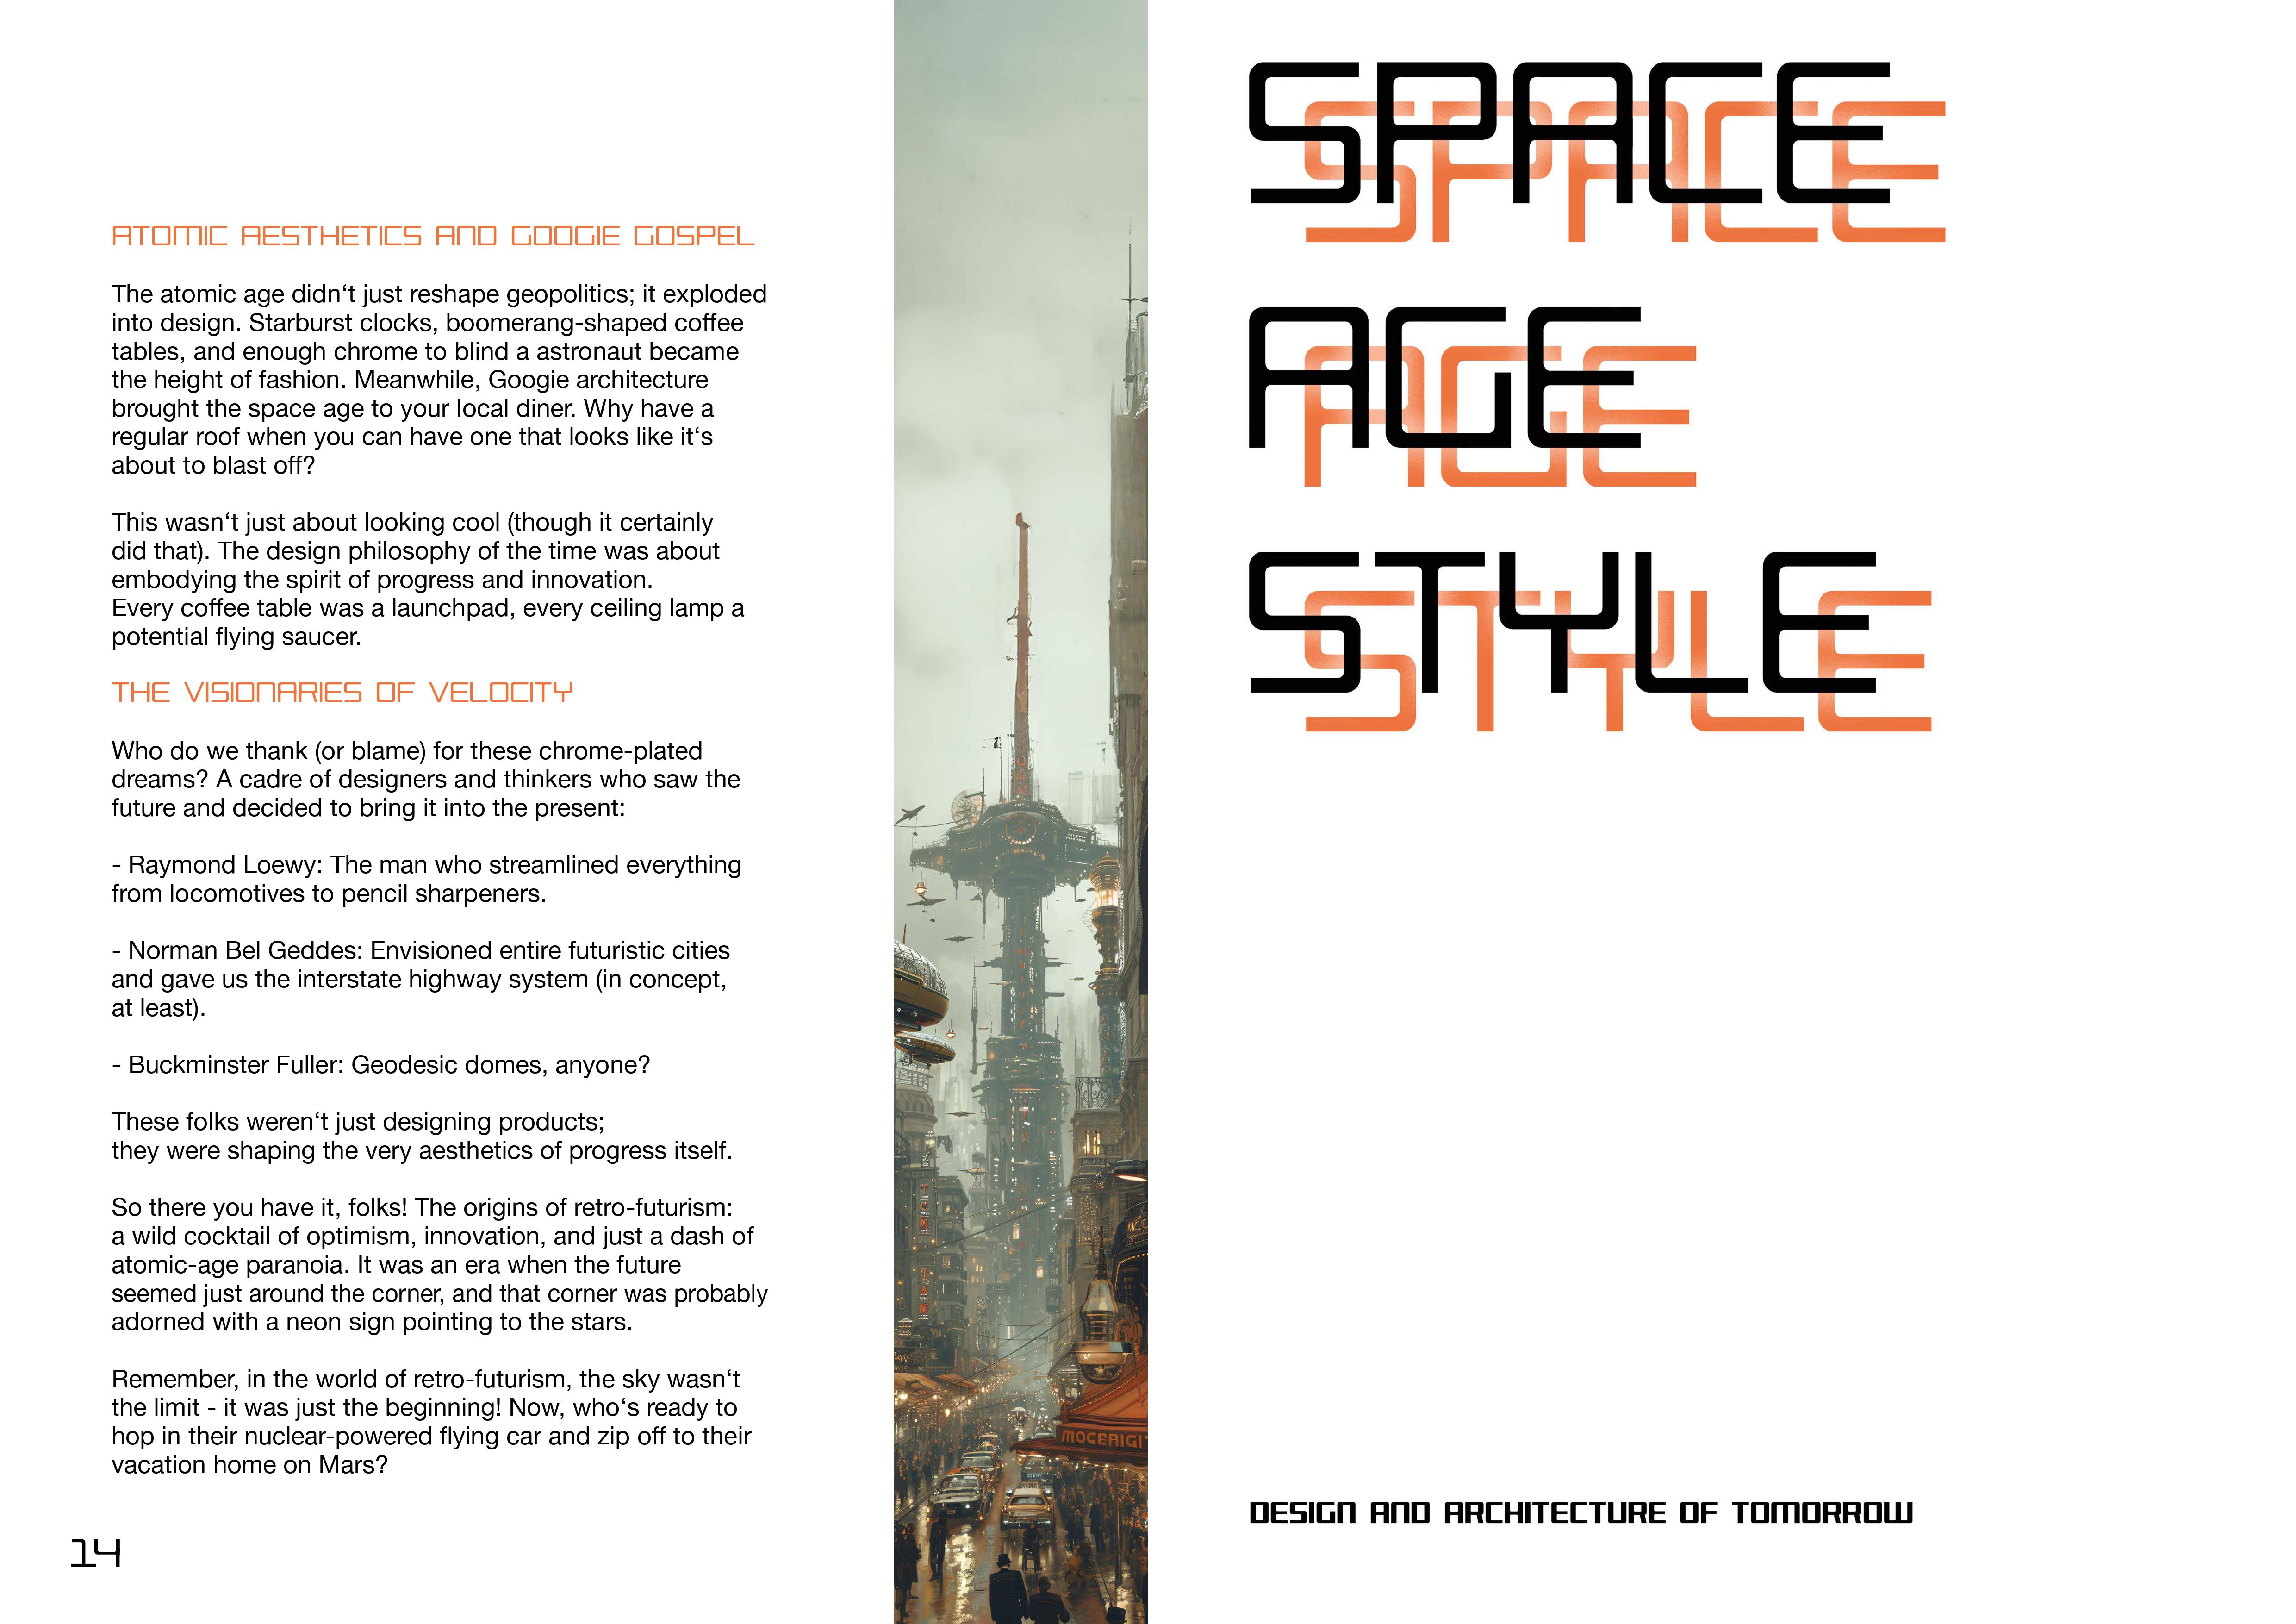 ATOMIC AESTHETICS AND GOOGIE GOSPEL
The atomic age didn‘t just reshape geopolitics; it exploded
into design. Starburst clocks, boomerang-shaped coffee
tables, and enough chrome to blind a astronaut became
the height of fashion. Meanwhile, Googie architecture
brought the space age to your local diner. Why have a
regular roof when you can have one that looks like it‘s
about to blast off?
This wasn‘t just about looking cool (though it certainly
did that). The design philosophy of the time was about
embodying the spirit of progress and innovation.
Every coffee table was a launchpad, every ceiling lamp a
potential flying saucer.
THE VISIONARIES OF VELOCITY
Who do we thank (or blame) for these chrome-plated
dreams? A cadre of designers and thinkers who saw the
future and decided to bring it into the present:
- Raymond Loewy: The man who streamlined everything
from locomotives to pencil sharpeners.
- Norman Bel Geddes: Envisioned entire futuristic cities
and gave us the interstate highway system (in concept,
at least).
- Buckminster Fuller: Geodesic domes, anyone?
These folks weren‘t just designing products;
they were shaping the very aesthetics of progress itself.
So there you have it, folks! The origins of retro-futurism:
a wild cocktail of optimism, innovation, and just a dash of
atomic-age paranoia. It was an era when the future
seemed just around the corner, and that corner was probably
adorned with a neon sign pointing to the stars.
Remember, in the world of retro-futurism, the sky wasn‘t
the limit - it was just the beginning! Now, who‘s ready to
hop in their nuclear-powered flying car and zip off to their
vacation home on Mars?
14
SPACE
AGE
STYLE
DESIGN AND ARCHITECTURE OF TOMORROW